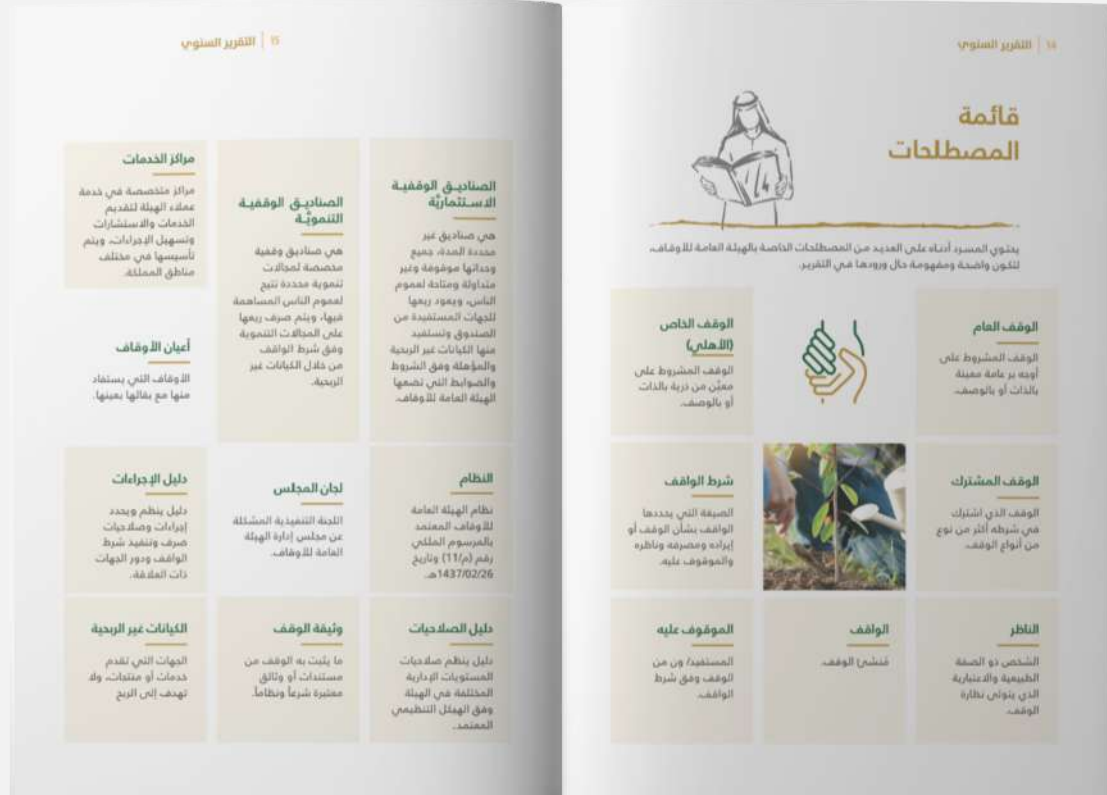 14 | التقرير السنوي
قائمة
المصطلحات
يحتوي المسرد أدناه على العديد من المصطلحات الخاصة بالهيئة العامة للأوقاف،
لتكون واضحة ومفهومة حال ورودها في التقرير.
الوقف العام
الوقف المشروط على
أوجه بر عامة معينة
بالذات أو بالوصف.
الوقف الخاص
(الأهلي)
الوقف المشروط على
معيّن من ذرية بالذات
أو بالوصف.
الوقف المشترك
الوقف الذي اشترك
في شرطه أكثر من نوع
من أنواع الوقف.
شرط الواقف
الصيغة التي يحددها
الواقف بشأن الوقف أو
إيراده ومصرفه وناظره
والموقوف عليه.
الناظر
الشخص ذو الصفة
الطبيعية والاعتبارية
الذي يتولى نظارة
الوقف.
الواقف
مُنشئ الوقف.
الموقوف عليه
المستفيد/ ون من
الوقف وفق شرط
الواقف.
15 | التقرير السنوي
الصناديـق الوقفيـة
الاسـتثماريَّة
هي صناديق غير
محددة المدة، جميع
وحداتها موقوفة وغير
متداولة ومتاحة لعموم
الناس، ويعود ريعها
للجهات المستفيدة من
الصندوق وتستفيد
منها الكيانات غير الربحية
والمؤهلة وفق الشروط
والضوابط التي تضعها
الهيئة العامة للأوقاف.
الصناديـق الوقفيـة
التنمويَّـة
هي صناديق وقفية
مخصصة لمجالات
تنموية محددة تتيح
لعموم الناس المساهمة
فيها، ويتم صرف ريعها
على المجالات التنموية
وفق شرط الواقف
من خلال الكيانات غير
الربحية.
مراكز الخدمات
مراكز متخصصة في خدمة
عملاء الهيئة لتقديم
الخدمات والاستشارات
وتسهيل الإجراءات، ويتم
تأسيسها في مختلف
مناطق المملكة.
أعيان الأوقاف
الأوقاف التي يستفاد
منها مع بقائها بعينها.
النظام
نظام الهيئة العامة
للأوقاف المعتمد
بالمرسوم الملكي
رقم (م/11) وتاريخ
1437/02/26هـ.
لجان المجلس
اللجنة التنفيذية المشكلة
عن مجلس إدارة الهيئة
العامة للأوقاف.
دليل الإجراءات
دليل ينظم ويحدد
إجراءات وصلاحيات
صرف وتنفيذ شرط
الواقف ودور الجهات
ذات العلاقة.
دليل الصلاحيات
دليل ينظم صلاحيات
المستويات الإدارية
المختلفة في الهيئة
وفق الهيكل التنظيمي
المعتمد.
وثيقة الوقف
ما يثبت به الوقف من
مستندات أو وثائق
معتبرة شرعاً ونظاماً.
الكيانات غير الربحية
الجهات التي تقدم
خدمات أو منتجات، ولا
تهدف إلى الربح